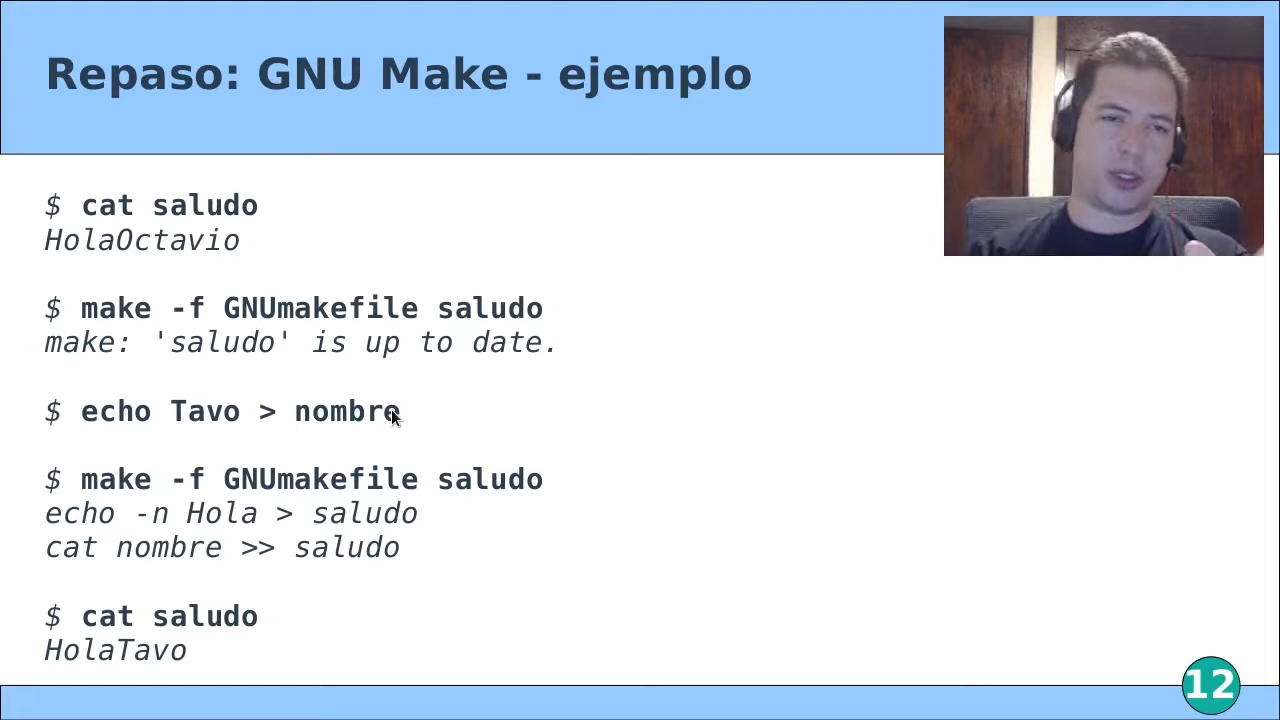 Repaso: GNU Make - ejemplo
$ cat saludo
HolaOctavio
$ make -f GNUmakefile saludo
make: 'saludo' is up to date.
$ echo Tavo > nombre
$ make -f GNUmakefile saludo
echo -n Hola > saludo
cat nombre >> saludo
$ cat saludo
HolaTavo
12